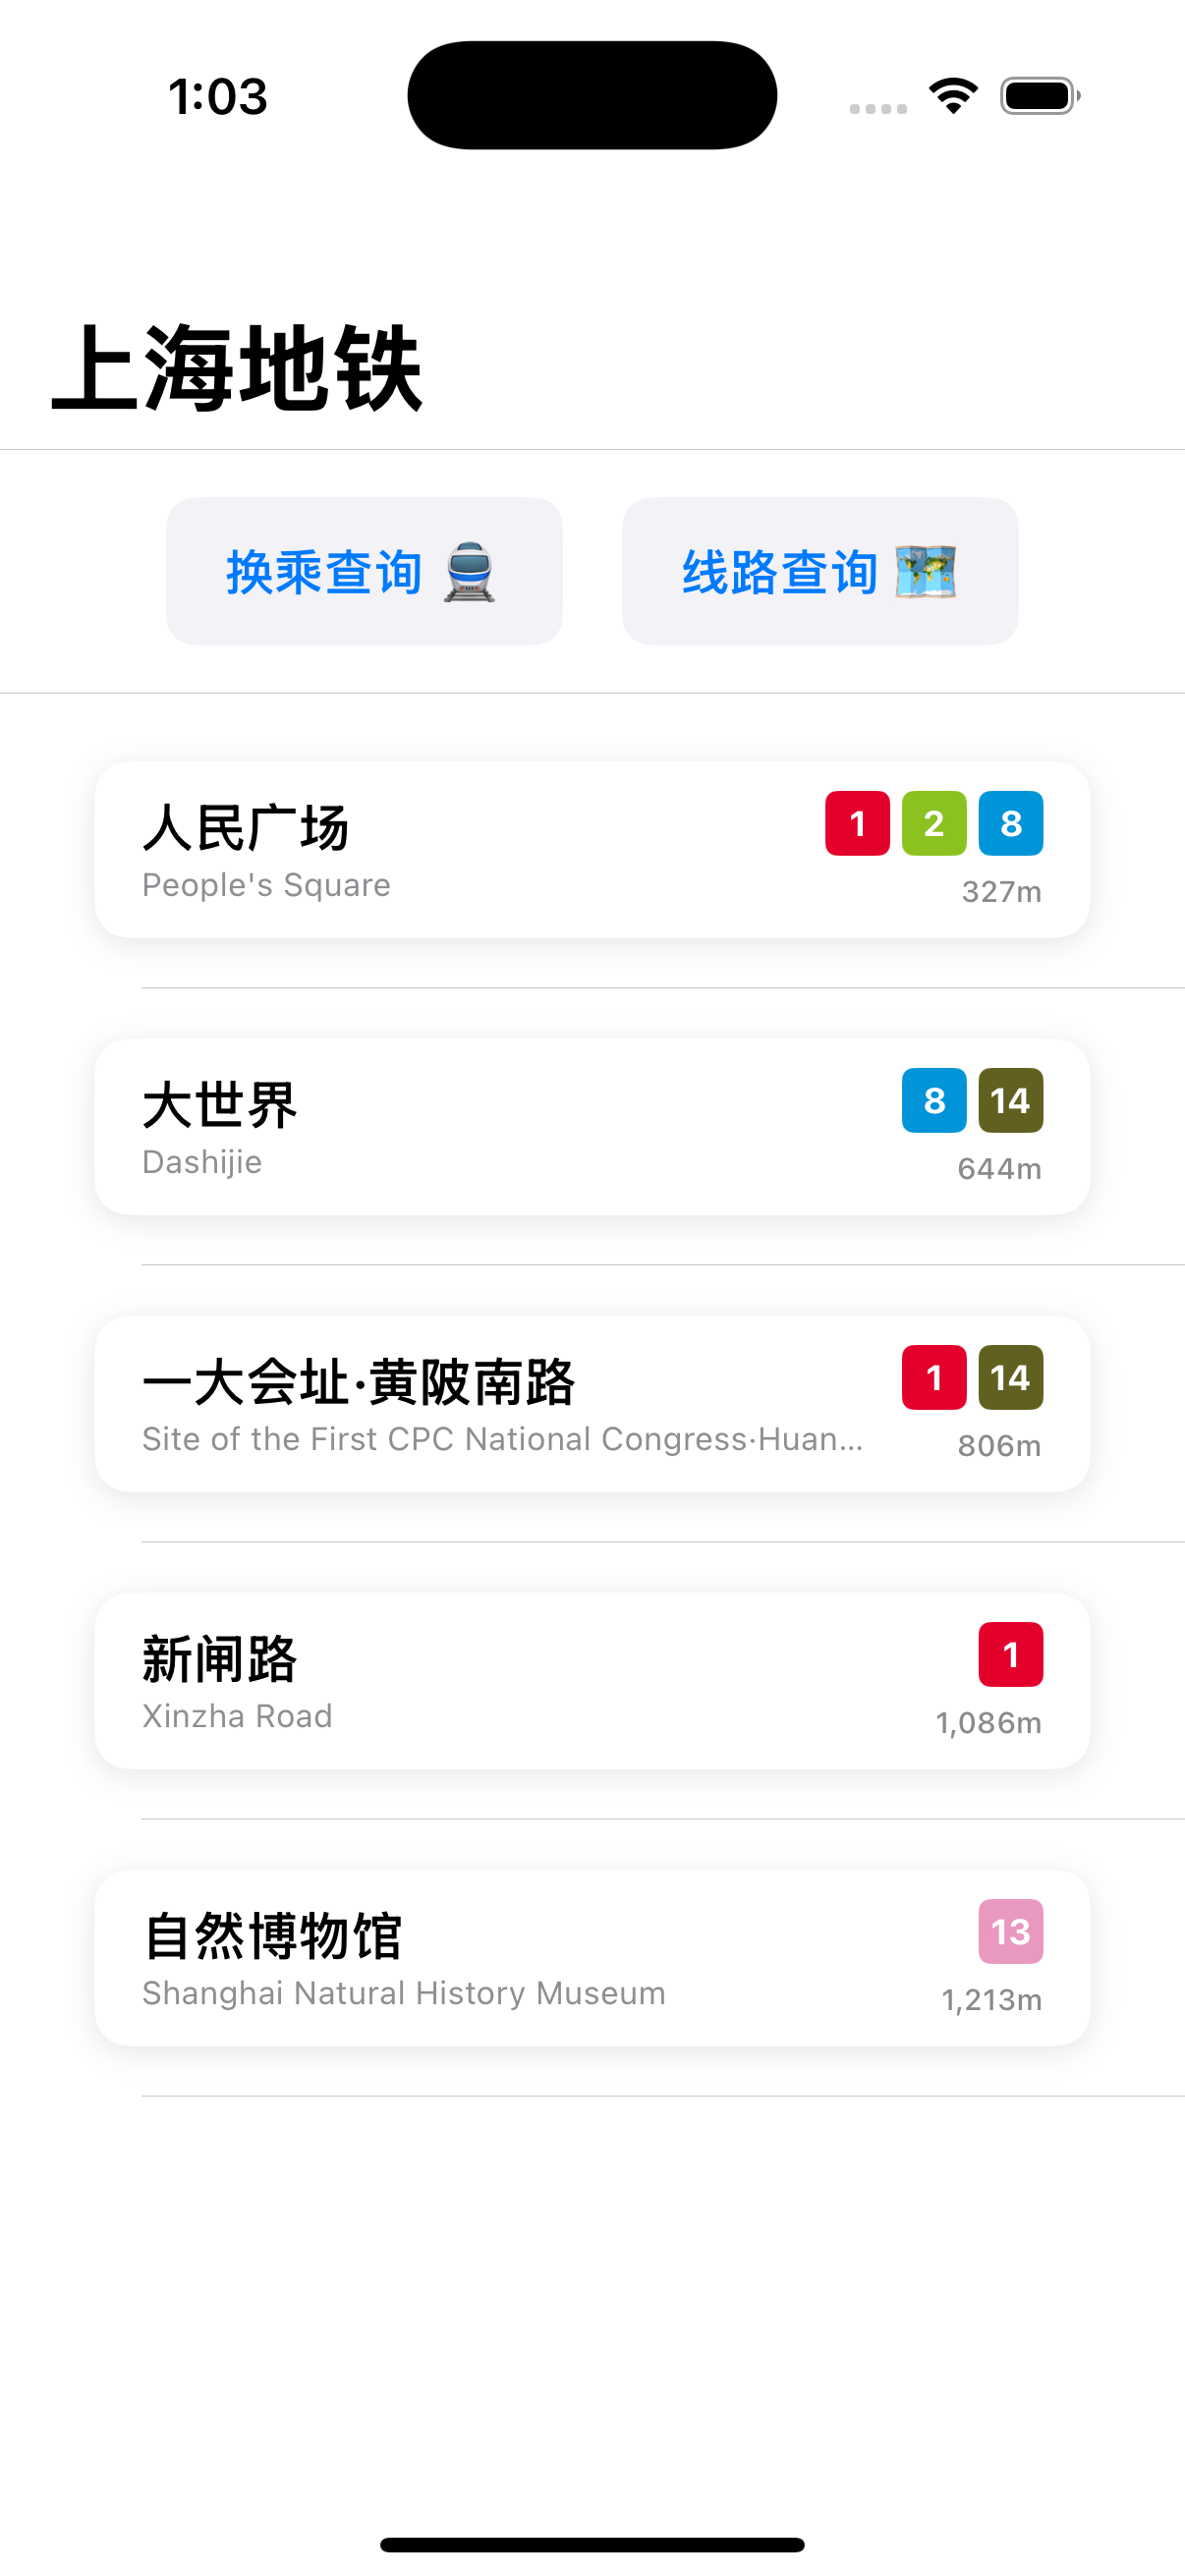 1:03
上海地铁
换乘查询 🚆 线路查询 🗺️
人民广场 1 2 8
People's Square 327m
大世界 8 14
Dashijie 644m
一大会址·黄陂南路 1 14
Site of the First CPC National Congress·Huan... 806m
新闸路 1
Xinzha Road 1,086m
自然博物馆 13
Shanghai Natural History Museum 1,213m